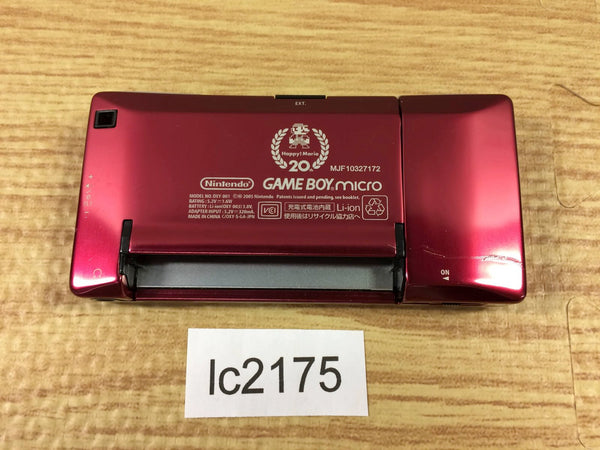 EXT.
Happy! Mario
20th
MJF10327172
Nintendo GAME BOY micro
MODEL NO. OXY-001 ©® 2005 Nintendo Patents issued and pending, see booklet.
RATING: 5.2V⎓1.6W
BATTERY: Li-ion(OXY-003)3.8V,
ADAPTER INPUT: 5.2V⎓320mA,
MADE IN CHINA C/OXY-S-GA-JPN
充電式電池内蔵
使用後はリサイクル協力店へ
Li-ion
ON
lc2175